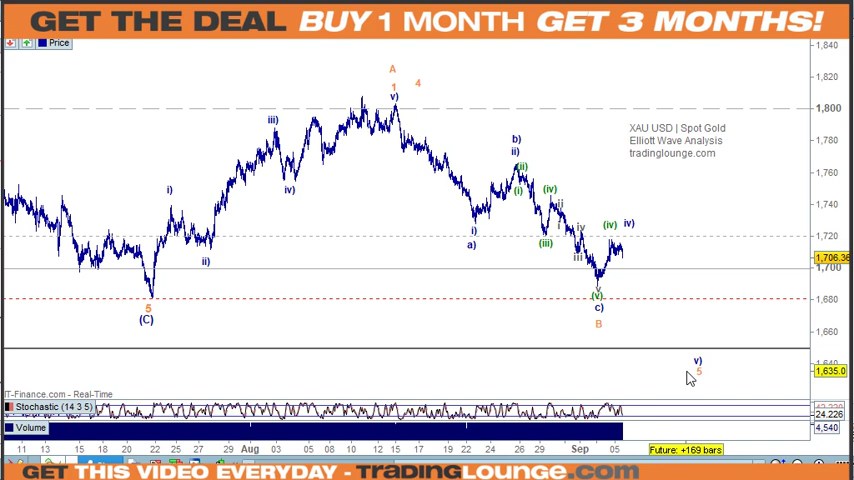 GET THE DEAL BUY 1 MONTH GET 3 MONTHS!
Price
1,840
1,820
1,800
1,780
1,760
1,740
1,720
1,706.36
1,700
1,680
1,660
1,635.0
XAU USD | Spot Gold
Elliott Wave Analysis
tradinglounge.com
A
1 4
v)
iii)
iv)
i)
ii)
5
(C)
b)
ii)
(ii)
(i)
i)
a)
(iv)
ii
i
(iii)
iv
iii
(iv) iv)
v
(v)
c)
B
v)
5
IT-Finance.com - Real-Time
Stochastic (14 3 5)
24.226
Volume
4,540
11 13 15 18 20 22 25 27 29 Aug 03 05 08 10 12 15 17 19 22 24 26 29 Sep 05
Future: +169 bars
GET THIS VIDEO EVERYDAY - TRADINGLOUNGE.com